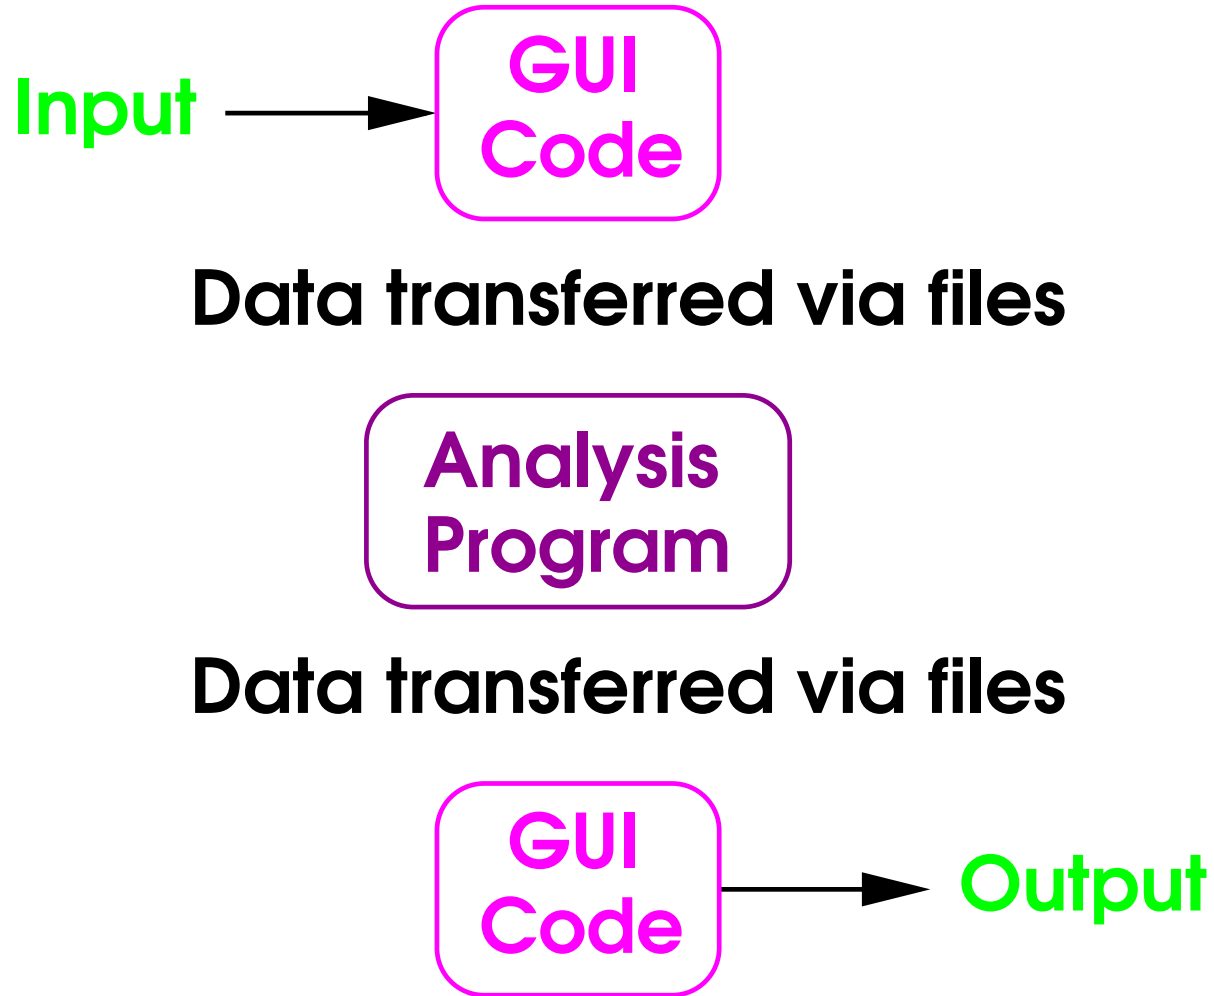 GUI
Input
Code
Data transferred via files
Analysis
Program
Data transferred via files
GUI
Code
Output